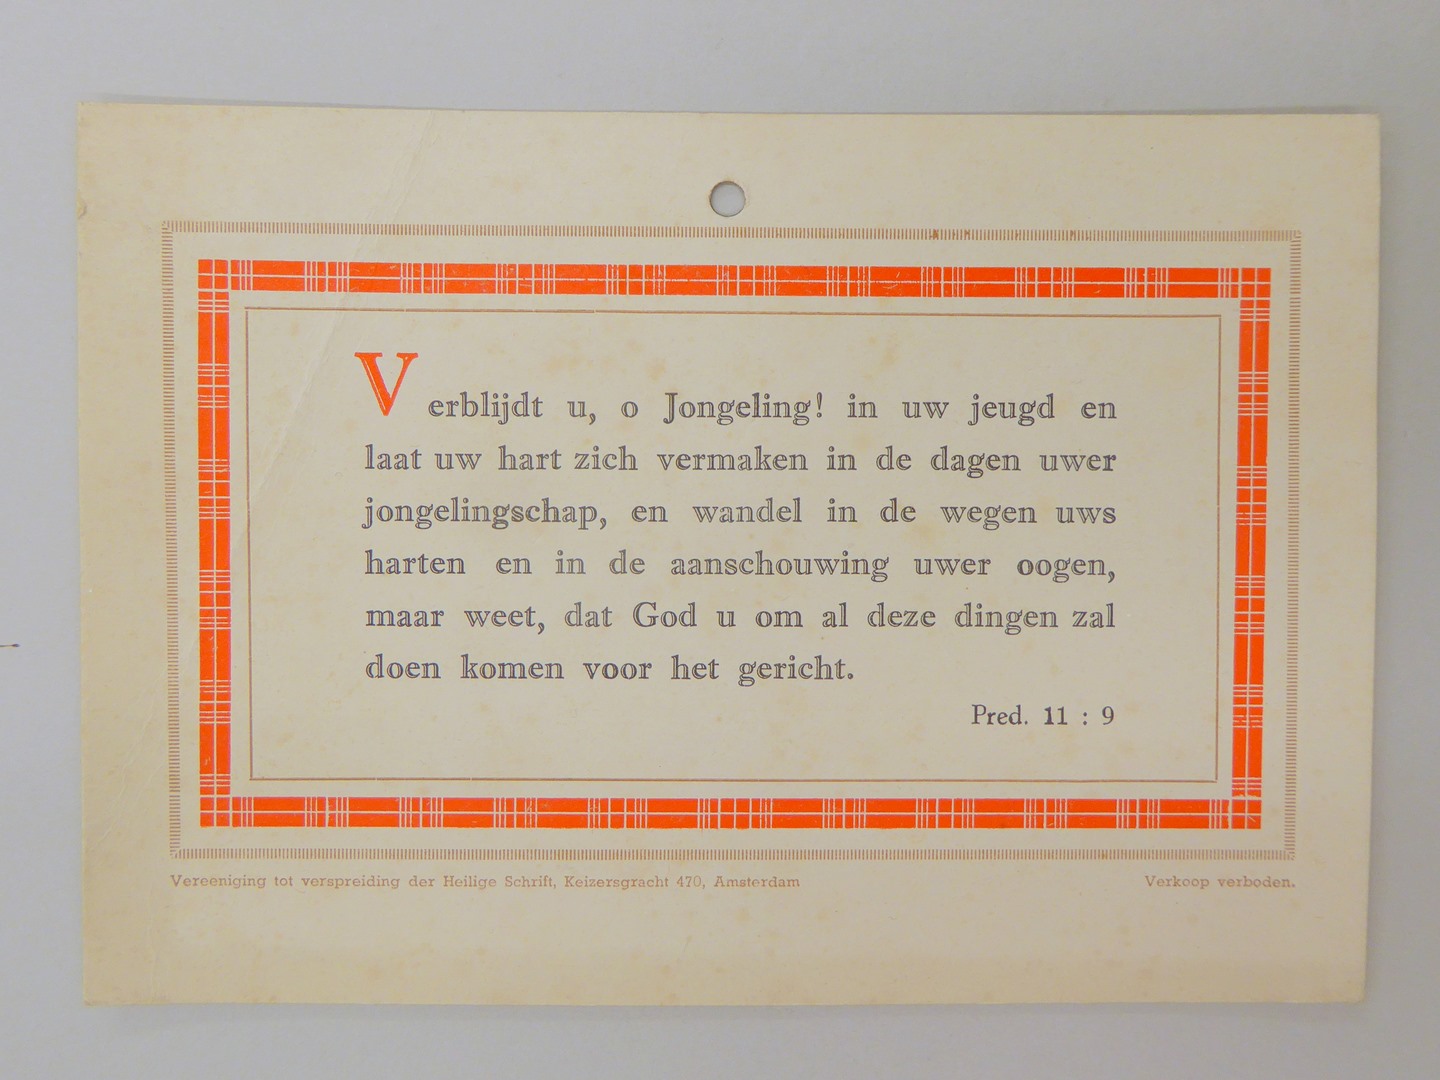 Verblijdt u, o Jongeling! in uw jeugd en
laat uw hart zich vermaken in de dagen uwer
jongelingschap, en wandel in de wegen uws
harten en in de aanschouwing uwer oogen,
maar weet, dat God u om al deze dingen zal
doen komen voor het gericht.
Pred. 11 : 9
Vereeniging tot verspreiding der Heilige Schrift, Keizersgracht 470, Amsterdam
Verkoop verboden.